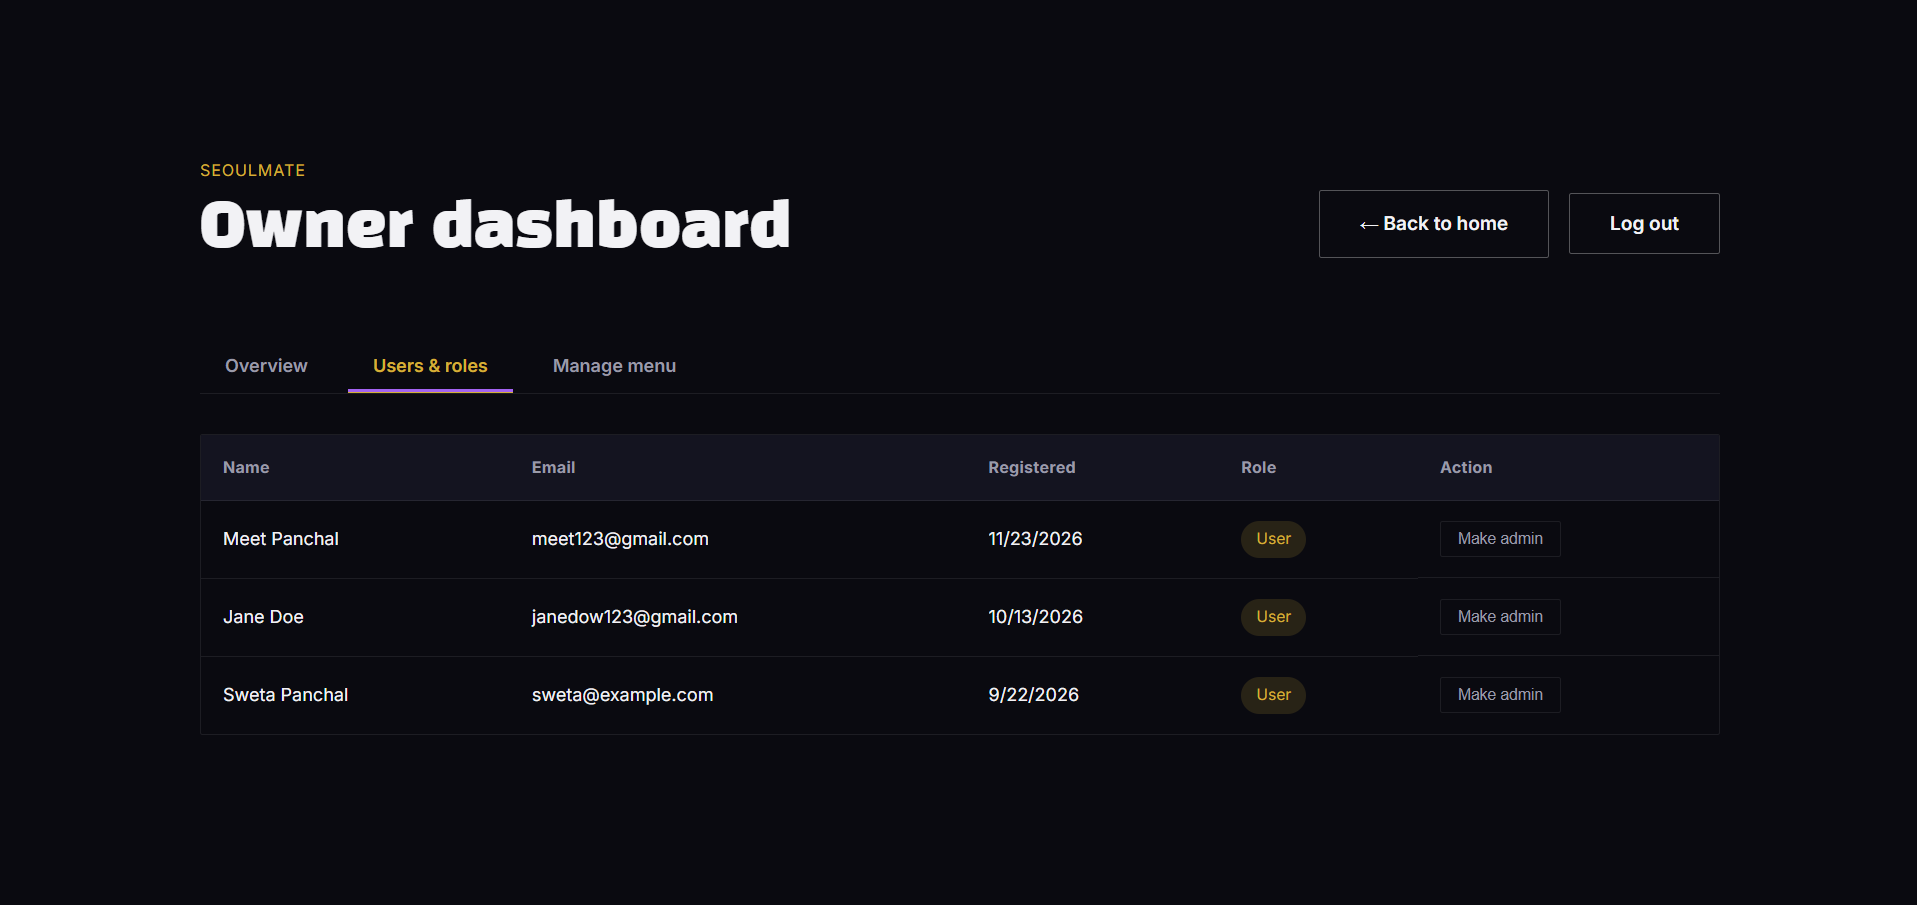 SEOULMATE
Owner dashboard
← Back to home
Log out
Overview
Users & roles
Manage menu
Name Email Registered Role Action
Meet Panchal meet123@gmail.com 11/23/2026 User Make admin
Jane Doe janedow123@gmail.com 10/13/2026 User Make admin
Sweta Panchal sweta@example.com 9/22/2026 User Make admin